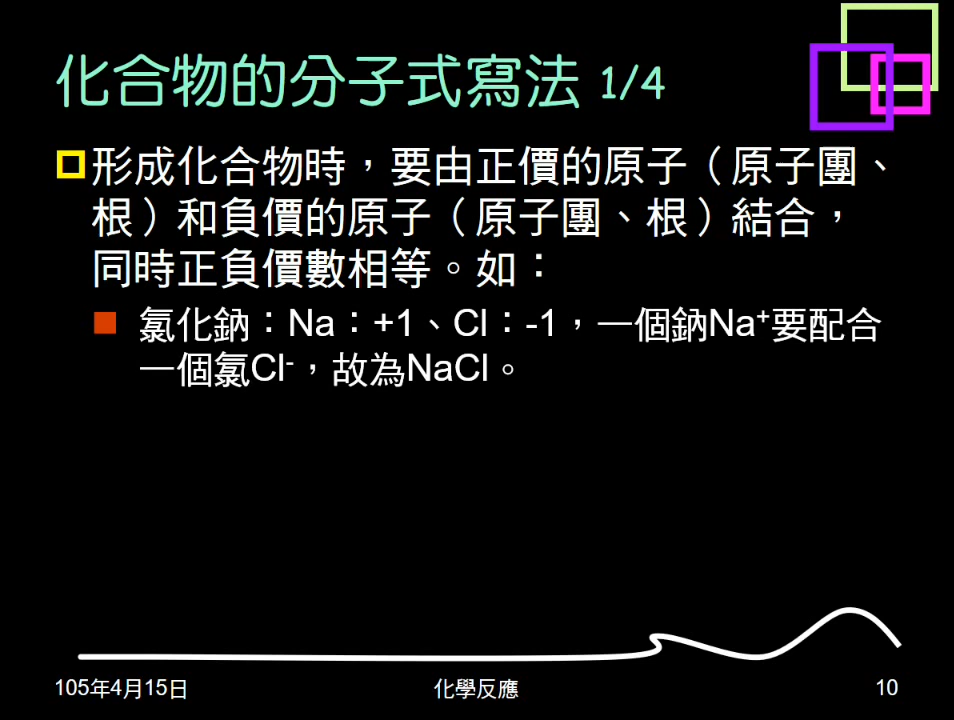 化合物的分子式寫法 1/4
形成化合物時，要由正價的原子（原子團、
根）和負價的原子（原子團、根）結合，
同時正負價數相等。如：
氯化鈉：Na：+1、Cl：-1，一個鈉Na⁺要配合
一個氯Cl⁻，故為NaCl。
105年4月15日
化學反應
10